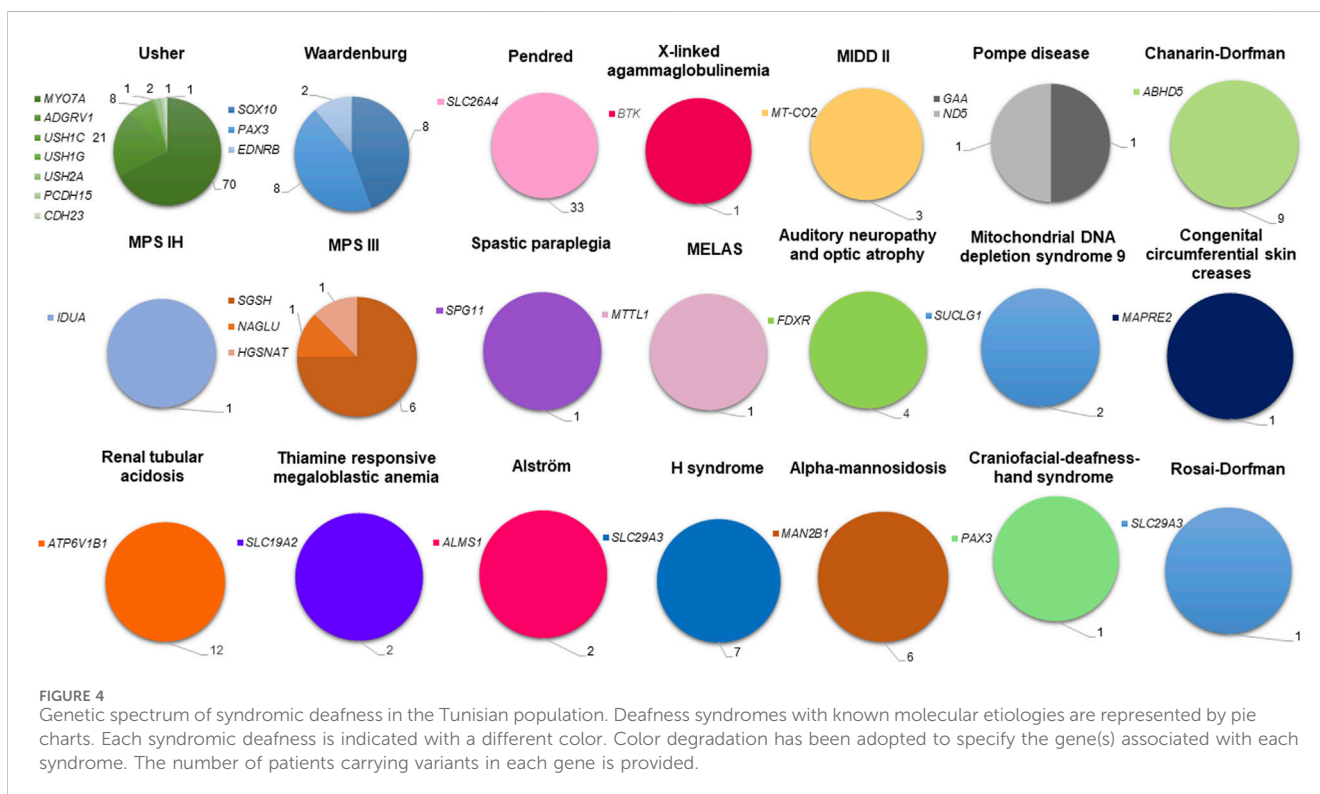 Usher
MYO7A
ADGRV1
USH1C
USH1G
USH2A
PCDH15
CDH23
1
2
1
1
8
21
70
Waardenburg
SOX10
PAX3
EDNRB
2
8
8
Pendred
SLC26A4
33
X-linked
agammaglobulinemia
BTK
1
MIDD II
MT-CO2
3
Pompe disease
GAA
ND5
1
1
Chanarin-Dorfman
ABHD5
9
MPS IH
IDUA
1
MPS III
SGSH
NAGLU
HGSNAT
1
1
6
Spastic paraplegia
SPG11
1
MELAS
MTTL1
1
Auditory neuropathy
and optic atrophy
FDXR
4
Mitochondrial DNA
depletion syndrome 9
SUCLG1
2
Congenital
circumferential skin
creases
MAPRE2
1
Renal tubular
acidosis
ATP6V1B1
12
Thiamine responsive
megaloblastic anemia
SLC19A2
2
Alström
ALMS1
2
H syndrome
SLC29A3
7
Alpha-mannosidosis
MAN2B1
6
Craniofacial-deafness-
hand syndrome
PAX3
1
Rosai-Dorfman
SLC29A3
1
FIGURE 4
Genetic spectrum of syndromic deafness in the Tunisian population. Deafness syndromes with known molecular etiologies are represented by pie
charts. Each syndromic deafness is indicated with a different color. Color degradation has been adopted to specify the gene(s) associated with each
syndrome. The number of patients carrying variants in each gene is provided.